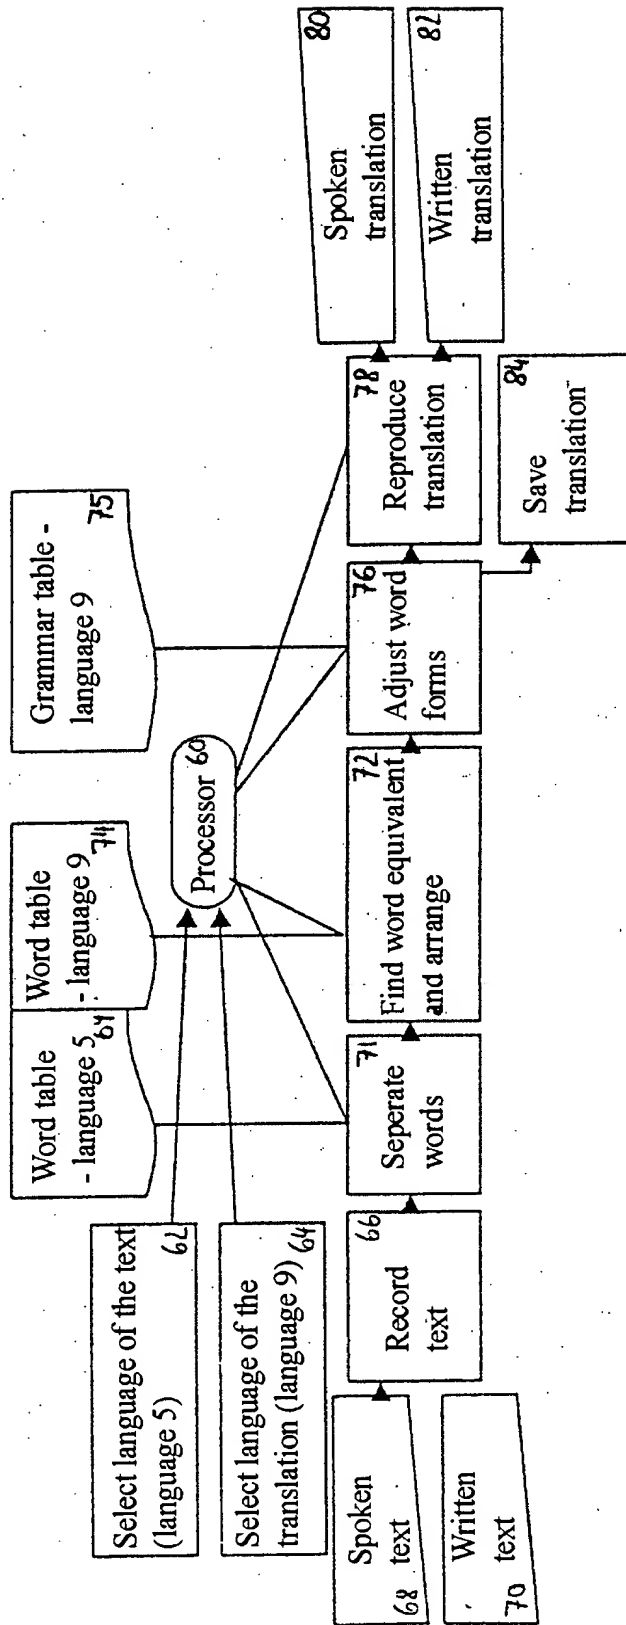 Word table
- language 5
69
Word table
- language 9
74
Grammar table -
language 9
75
Select language of the text
(language 5)
62
Processor 60
Select language of the
translation (language 9) 64
Spoken
text
68
Written
text
70
Record
text
66
Seperate
words
71
Find word equivalent
and arrange
72
Adjust word
forms
76
Reproduce
translation
78
Spoken
translation
80
Written
translation
82
Save
translation
84